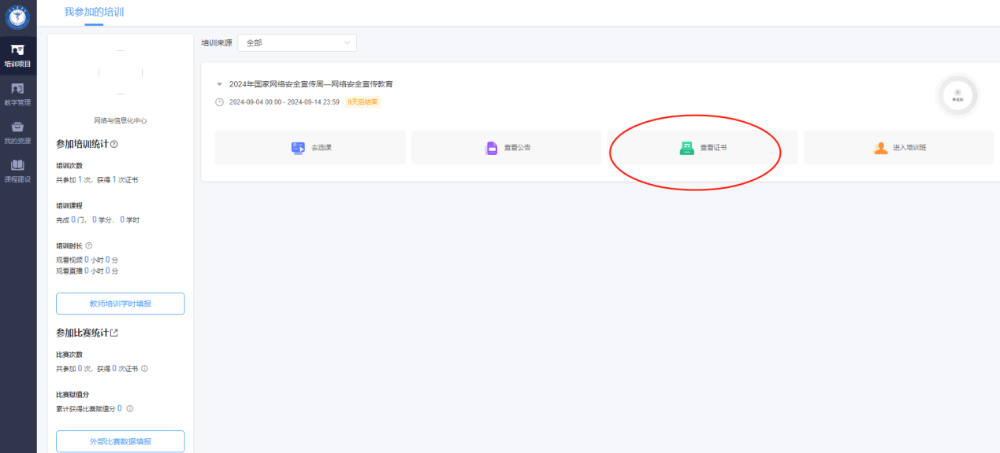 我参加的培训
培训项目
教学管理
我的资源
课程建设
网络与信息化中心
参加培训统计
培训次数
共参加 1 次，获得 1 次证书
培训课程
完成 0 门， 0 学分， 0 学时
培训时长
观看视频 0 小时 0 分
观看直播 0 小时 0 分
教师培训学时填报
参加比赛统计
比赛次数
共参加 0 次，获得 0 次证书
比赛赋值分
累计获得比赛赋值分 0
外部比赛数据填报
培训来源 全部
2024年国家网络安全宣传周—网络安全宣传教育
2024-09-04 00:00 - 2024-09-14 23:59 9天后结束
未达标
去选课 查看公告 查看证书 进入培训班